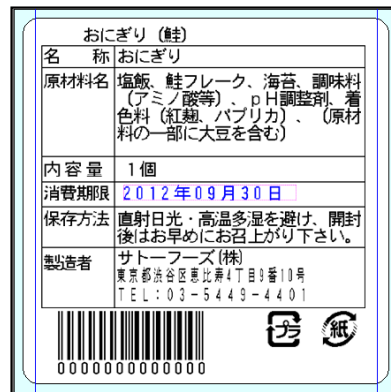 おにぎり（鮭）
名　称 おにぎり
原材料名 塩飯、鮭フレーク、海苔、調味料
（アミノ酸等）、ｐＨ調整剤、着
色料（紅麹、パプリカ）、（原材
料の一部に大豆を含む）
内容量 １個
消費期限 ２０１２年０９月３０日
保存方法 直射日光・高温多湿を避け、開封
後はお早めにお召上がり下さい。
製造者 サトーフーズ（株）
東京都渋谷区恵比寿4丁目9番10号
ＴＥＬ：０３－５４４９－４４０１
プラ 紙
0000000000000